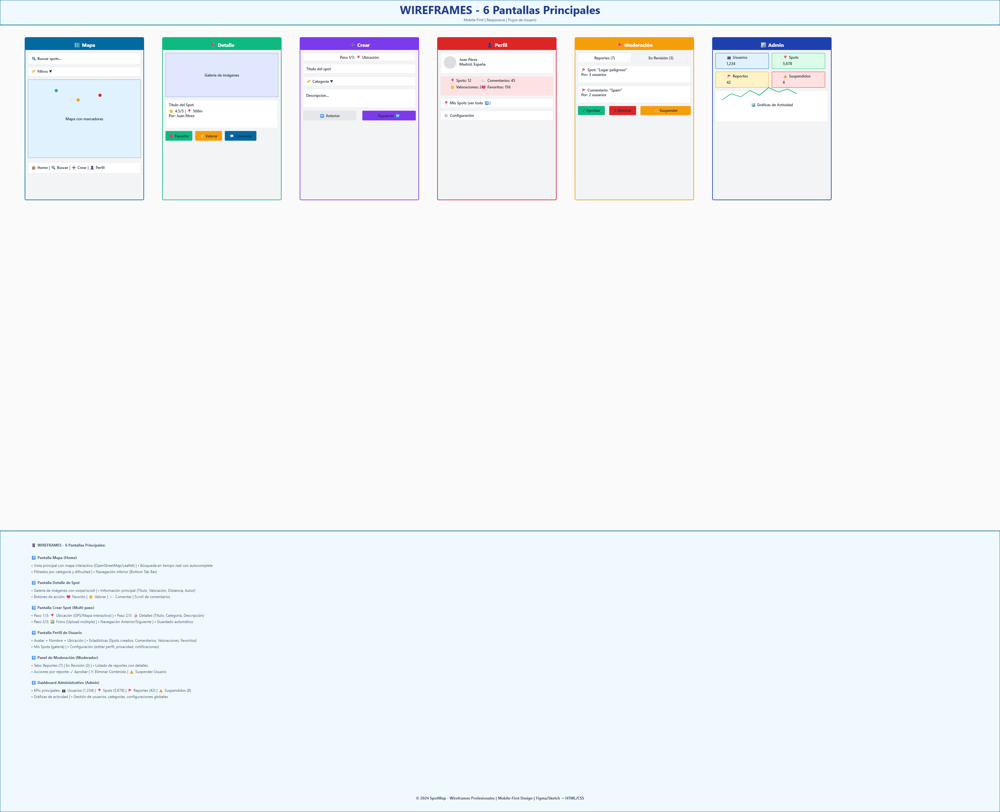 WIREFRAMES - 6 Pantallas Principales
Mobile-First | Responsive | Flujos de Usuario
🗺️ Mapa
🔍 Buscar spots...
🏷️ Filtros ▼
Mapa con marcadores
🏠 Home | 🔍 Buscar | ➕ Crear | 👤 Perfil
📍 Detalle
Galería de imágenes
Título del Spot
⭐ 4.5/5 | 📍 500m
Por: Juan Pérez
❤️ Favorito
⭐ Valorar
💬 Comentar
➕ Crear
Paso 1/3: 📍 Ubicación
Título del spot
🏷️ Categoría ▼
Descripción...
⬅️ Anterior
Siguiente ➡️
👤 Perfil
Juan Pérez
Madrid, España
📍 Spots: 12
💬 Comentarios: 45
⭐ Valoraciones:
❤️ Favoritos: 156
📍 Mis Spots (ver todo ➡️)
⚙️ Configuración
🚩 Moderación
Reportes (7)
En Revisión (3)
🚩 Spot: "Lugar peligroso"
Por: 3 usuarios
🚩 Comentario: "Spam"
Por: 2 usuarios
✓ Aprobar
✕ Eliminar
⚠️ Suspender
📊 Admin
👥 Usuarios
1,234
📍 Spots
5,678
🚩 Reportes
42
⚠️ Suspendidos
8
📊 Gráficas de Actividad
📱 WIREFRAMES - 6 Pantallas Principales:
1️⃣ Pantalla Mapa (Home)
• Vista principal con mapa interactivo (OpenStreetMap/Leaflet) | • Búsqueda en tiempo real con autocomplete
• Filtrados por categoría y dificultad | • Navegación inferior (Bottom Tab Bar)
2️⃣ Pantalla Detalle de Spot
• Galería de imágenes con swipe/scroll | • Información principal (Título, Valoración, Distancia, Autor)
• Botones de acción: ❤️ Favorito | ⭐ Valorar | 💬 Comentar | Scroll de comentarios
3️⃣ Pantalla Crear Spot (Multi-paso)
• Paso 1/3: 📍 Ubicación (GPS/Mapa interactivo) | • Paso 2/3: 📝 Detalles (Título, Categoría, Descripción)
• Paso 3/3: 🖼️ Fotos (Upload múltiple) | • Navegación Anterior/Siguiente | • Guardado automático
4️⃣ Pantalla Perfil de Usuario
• Avatar + Nombre + Ubicación | • Estadísticas (Spots creados, Comentarios, Valoraciones, Favoritos)
• Mis Spots (galería) | • Configuración (editar perfil, privacidad, notificaciones)
5️⃣ Panel de Moderación (Moderador)
• Tabs: Reportes (7) | En Revisión (3) | • Listado de reportes con detalles
• Acciones por reporte: ✓ Aprobar | ✕ Eliminar Contenido | ⚠️ Suspender Usuario
6️⃣ Dashboard Administrativo (Admin)
• KPIs principales: 👥 Usuarios (1,234) | 📍 Spots (5,678) | 🚩 Reportes (42) | ⚠️ Suspendidos (8)
• Gráficas de actividad | • Gestión de usuarios, categorías, configuraciones globales
© 2024 SpotMap - Wireframes Profesionales | Mobile-First Design | Figma/Sketch → HTML/CSS